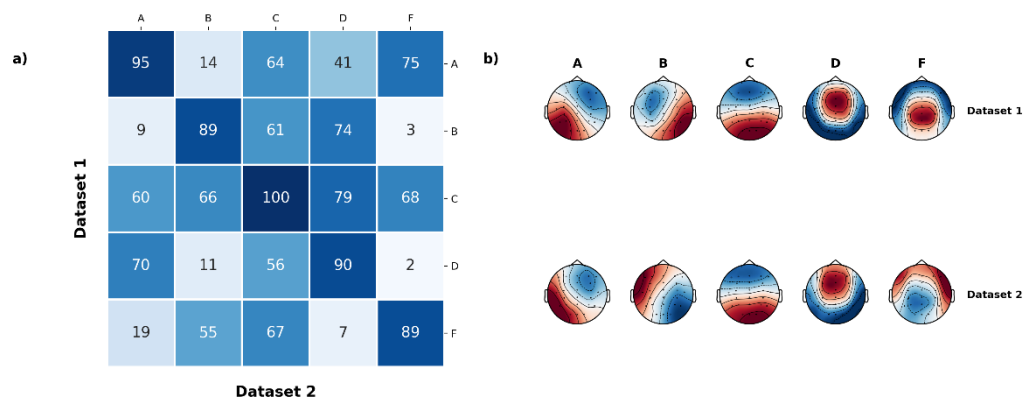 a)
A B C D F
95 14 64 41 75 A
9 89 61 74 3 B
60 66 100 79 68 C
70 11 56 90 2 D
19 55 67 7 89 F
Dataset 1
Dataset 2
b)
A B C D F
Dataset 1
Dataset 2